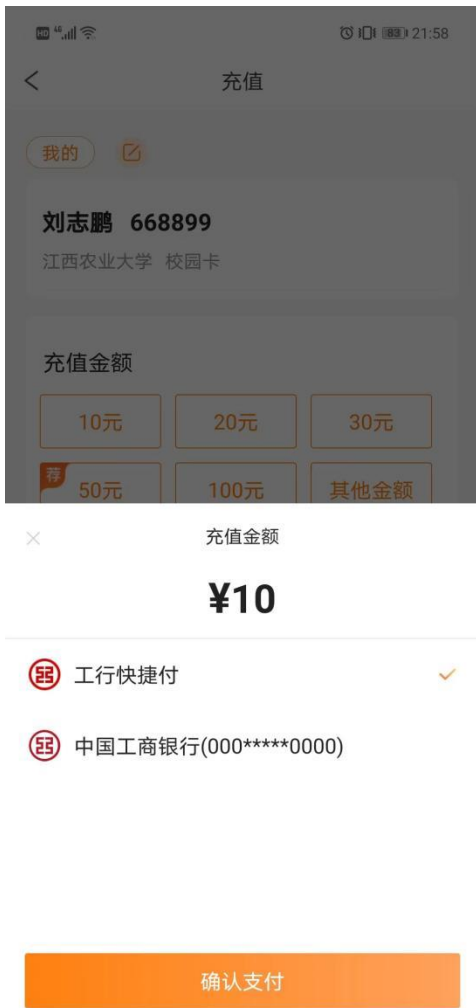 HD 4G 83 21:58
充值
我的
刘志鹏 668899
江西农业大学 校园卡
充值金额
10元 20元 30元
荐
50元 100元 其他金额
充值金额
¥10
工行快捷付
中国工商银行(000*****0000)
确认支付